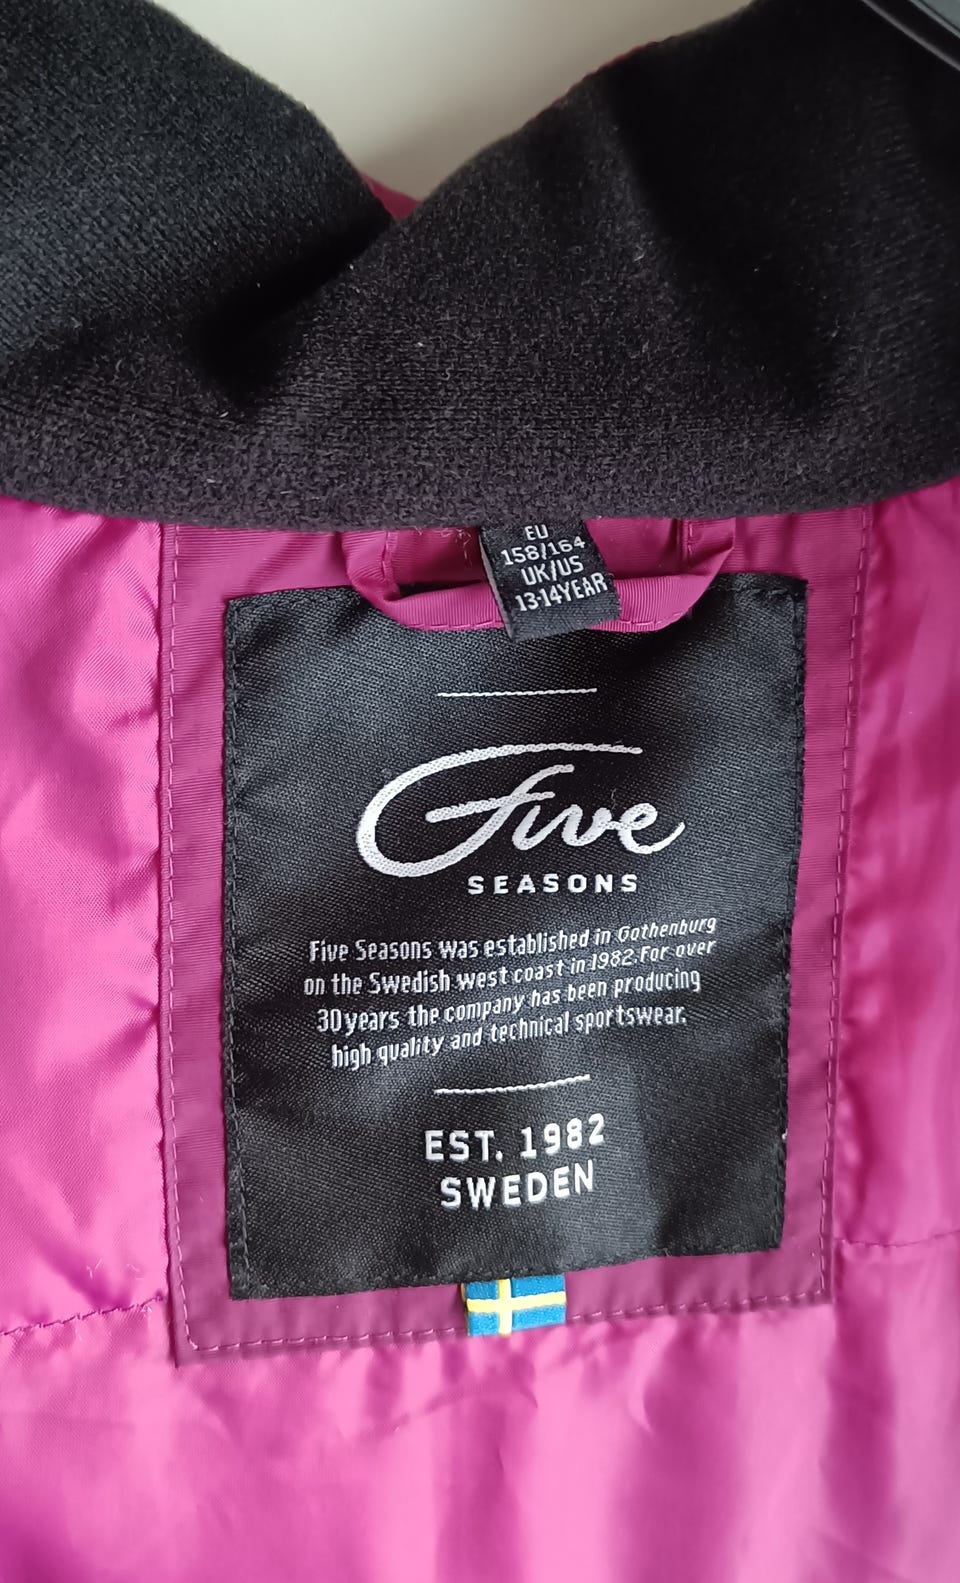 EU
158/164
UK/US
13-14YEAR
Five
SEASONS
Five Seasons was established in Gothenburg
on the Swedish west coast in 1982.For over
30 years the company has been producing
high quality and technical sportswear.
EST. 1982
SWEDEN